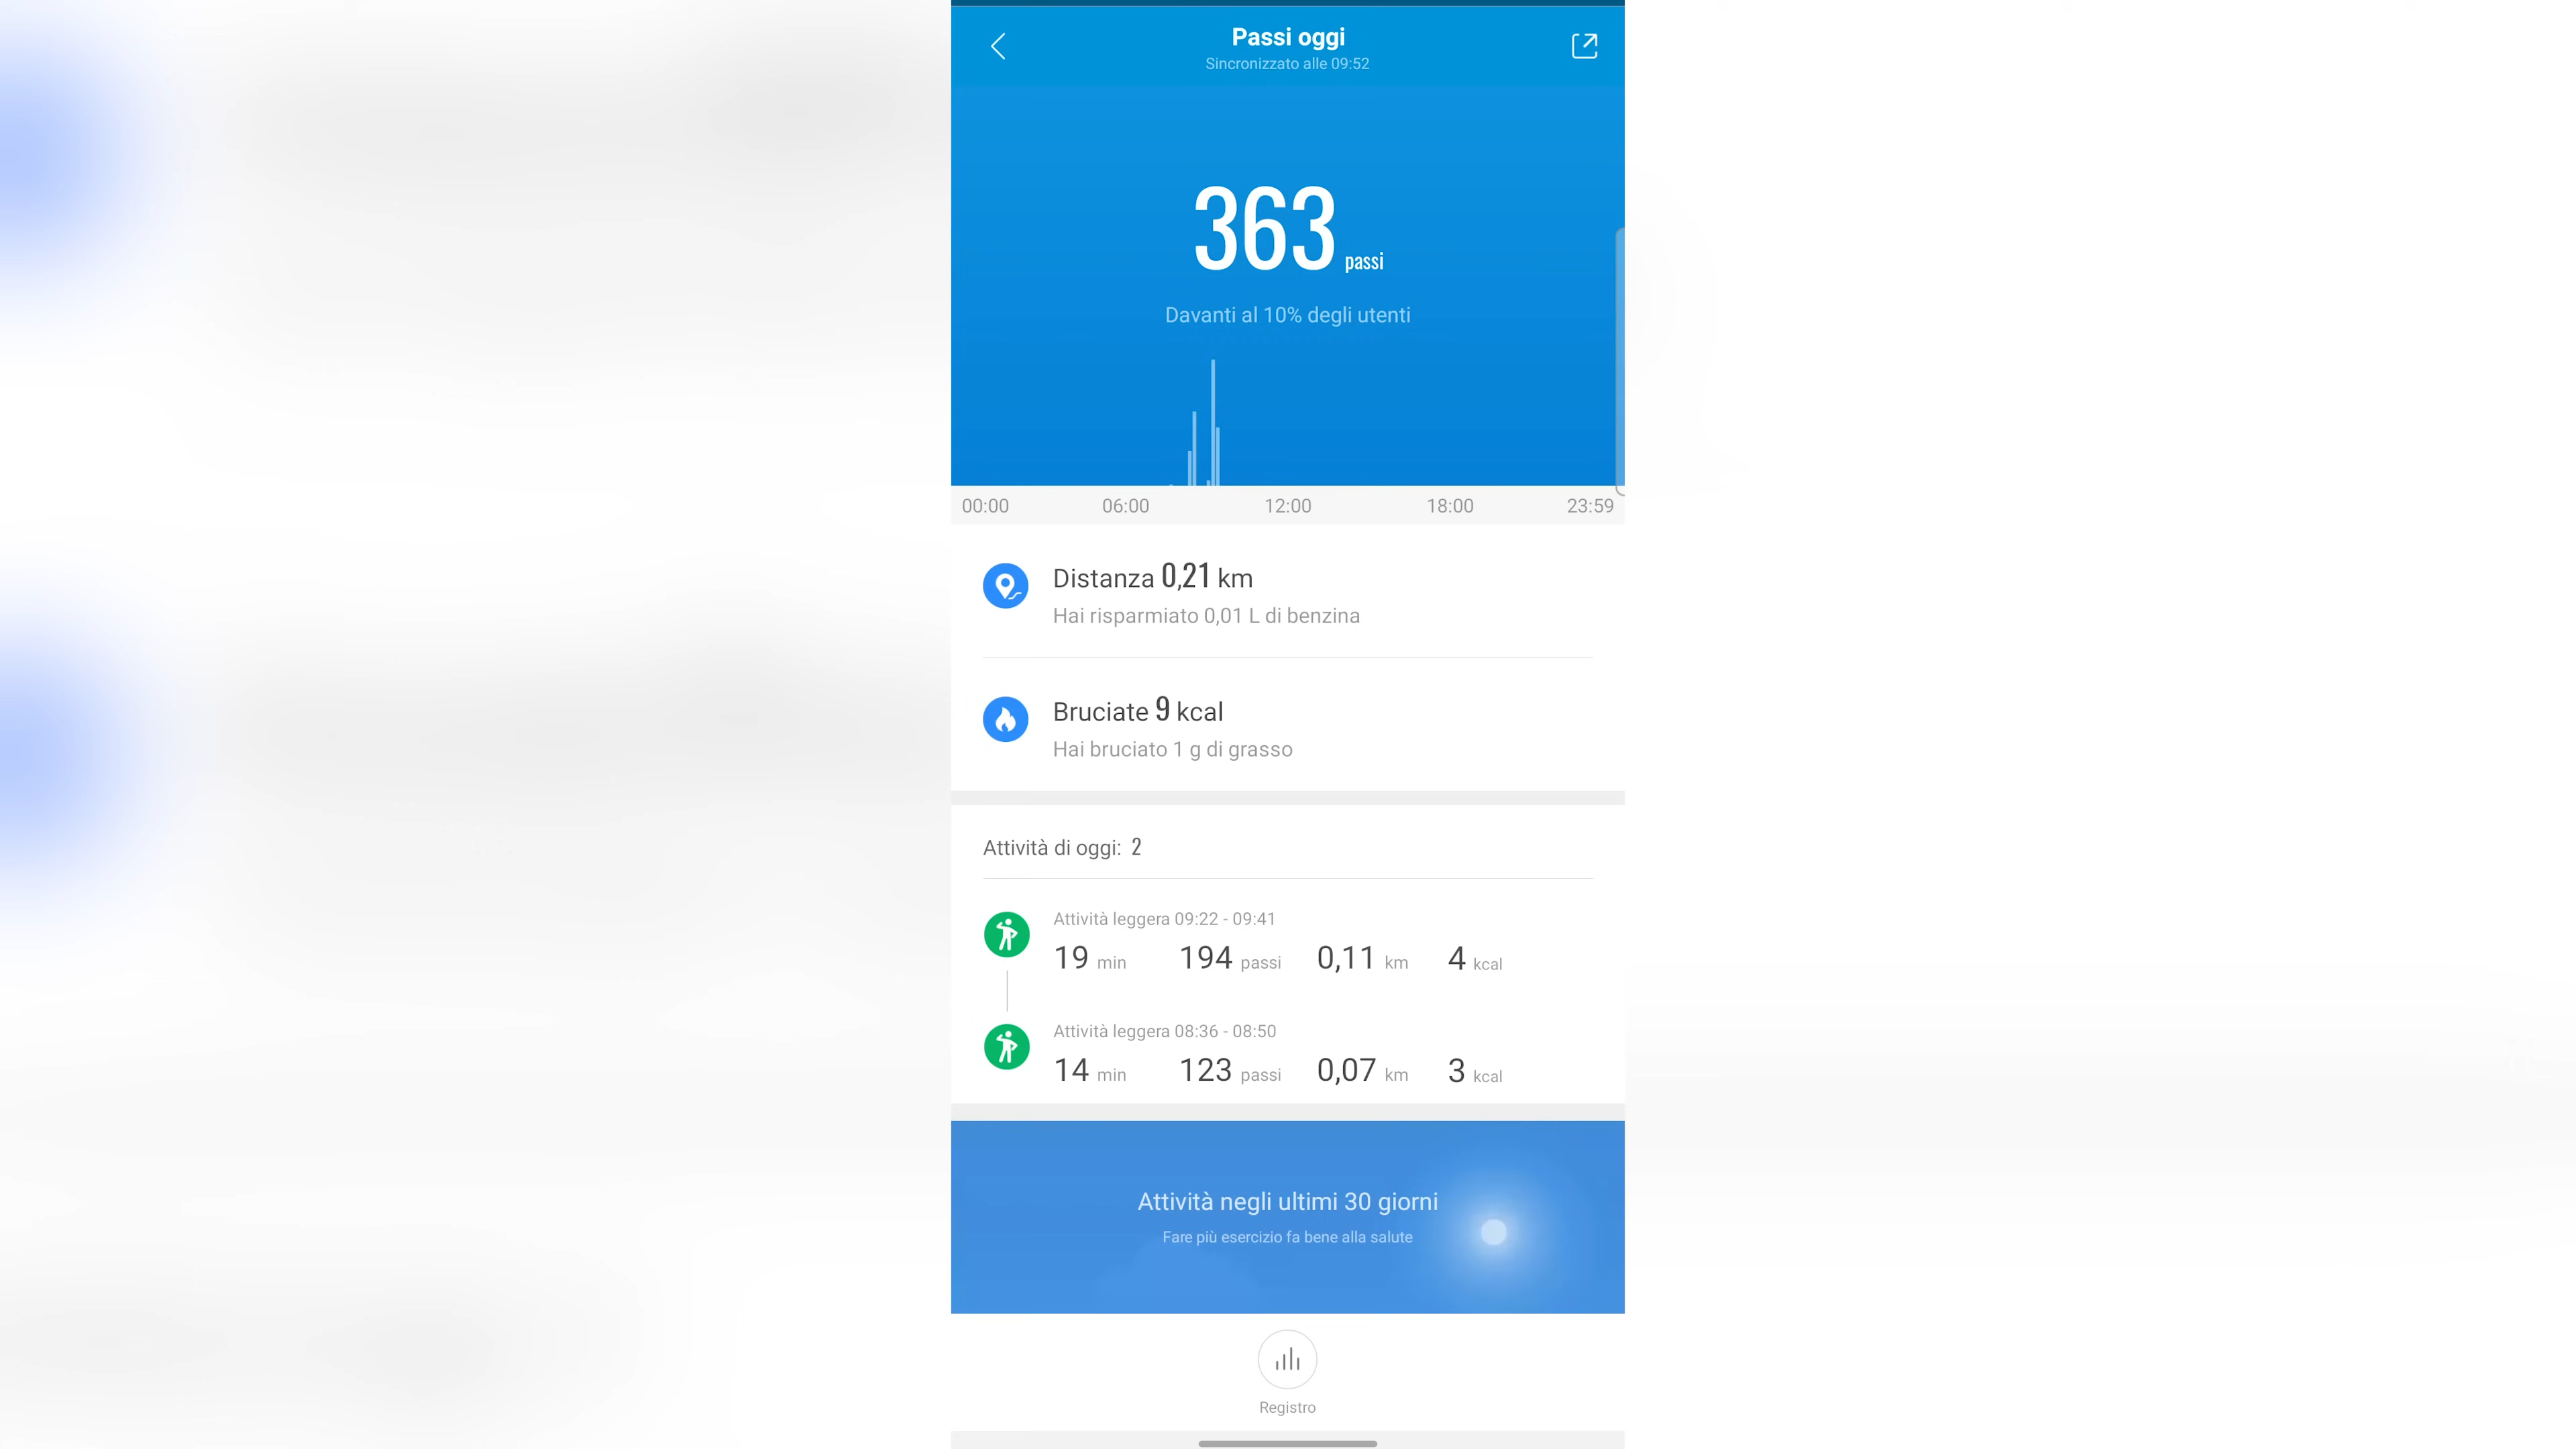 Passi oggi
Sincronizzato alle 09:52
363 passi
Davanti al 10% degli utenti
00:00 06:00 12:00 18:00 23:59
Distanza 0,21 km
Hai risparmiato 0,01 L di benzina
Bruciate 9 kcal
Hai bruciato 1 g di grasso
Attività di oggi: 2
Attività leggera 09:22 - 09:41
19 min 194 passi 0,11 km 4 kcal
Attività leggera 08:36 - 08:50
14 min 123 passi 0,07 km 3 kcal
Attività negli ultimi 30 giorni
Fare più esercizio fa bene alla salute
Registro